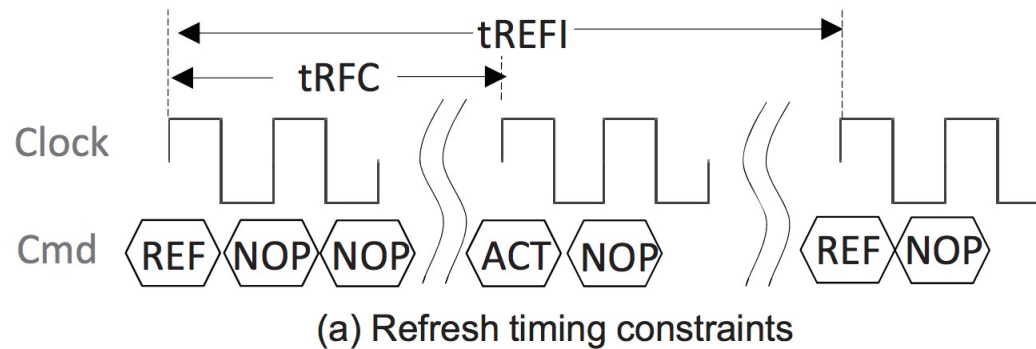 tREFI
tRFC
Clock
Cmd REF NOP NOP ACT NOP REF NOP
(a) Refresh timing constraints